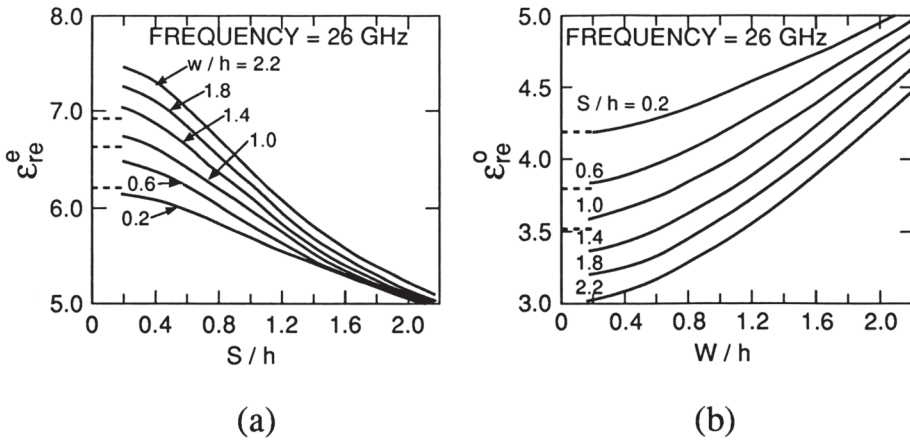 8.0
FREQUENCY = 26 GHz
w / h = 2.2
1.8
1.4
1.0
0.6
0.2
7.0
6.0
5.0
ε^e_re
0 0.4 0.8 1.2 1.6 2.0
S / h
(a)
5.0
FREQUENCY = 26 GHz
S / h = 0.2
0.6
1.0
1.4
1.8
2.2
4.5
4.0
3.5
3.0
ε^o_re
0 0.4 0.8 1.2 1.6 2.0
W / h
(b)